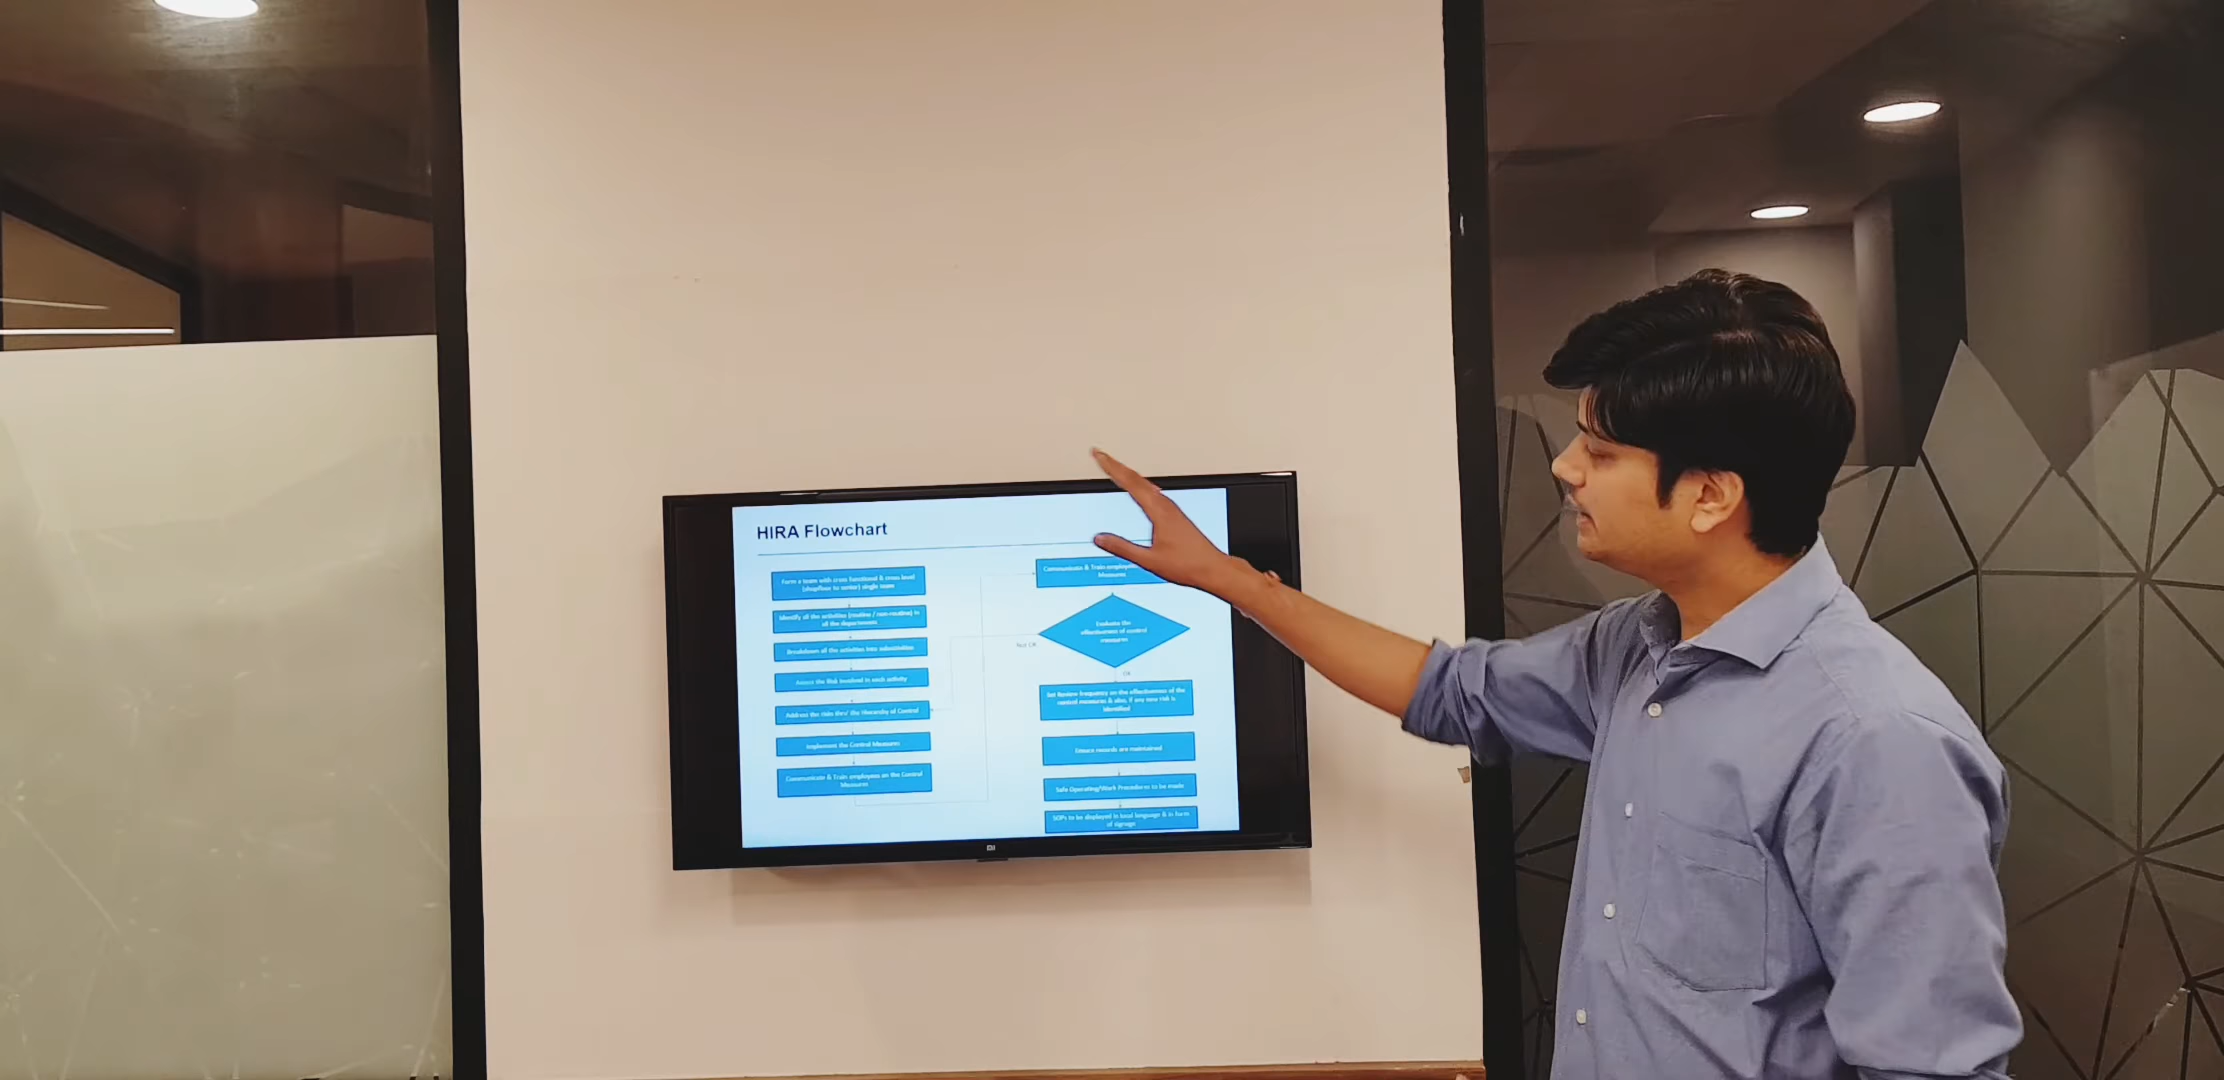 HIRA Flowchart
Form a team with cross functional & cross level
(shopfloor to senior) single team
Identify all the activities (routine / non-routine) in
all the departments
Breakdown all the activities into subactivities
Assess the Risk involved in each activity
Address the risks thru' the Hierarchy of Control
Implement the Control Measures
Communicate & Train employees on the Control
Measures
Communicate & Train employees
Measures
Evaluate the
effectiveness of control
measures
Not OK
OK
Set Review frequency on the effectiveness of the
control measures & also, if any new risk is
identified
Ensure records are maintained
Safe Operating/Work Procedures to be made
SOPs to be displayed in local language & in form
of signage
MI